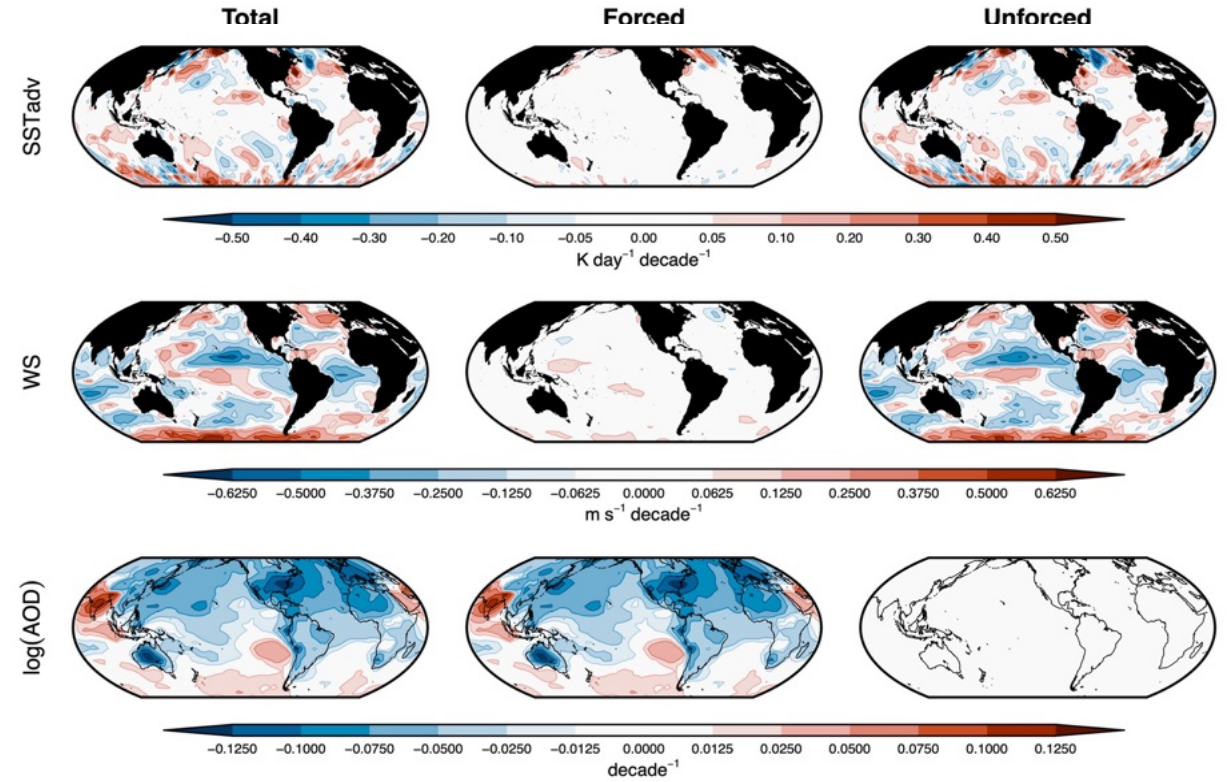 Total Forced Unforced
SSTadv
−0.50 −0.40 −0.30 −0.20 −0.10 −0.05 0.00 0.05 0.10 0.20 0.30 0.40 0.50
K day⁻¹ decade⁻¹
WS
−0.6250 −0.5000 −0.3750 −0.2500 −0.1250 −0.0625 0.0000 0.0625 0.1250 0.2500 0.3750 0.5000 0.6250
m s⁻¹ decade⁻¹
log(AOD)
−0.1250 −0.1000 −0.0750 −0.0500 −0.0250 −0.0125 0.0000 0.0125 0.0250 0.0500 0.0750 0.1000 0.1250
decade⁻¹